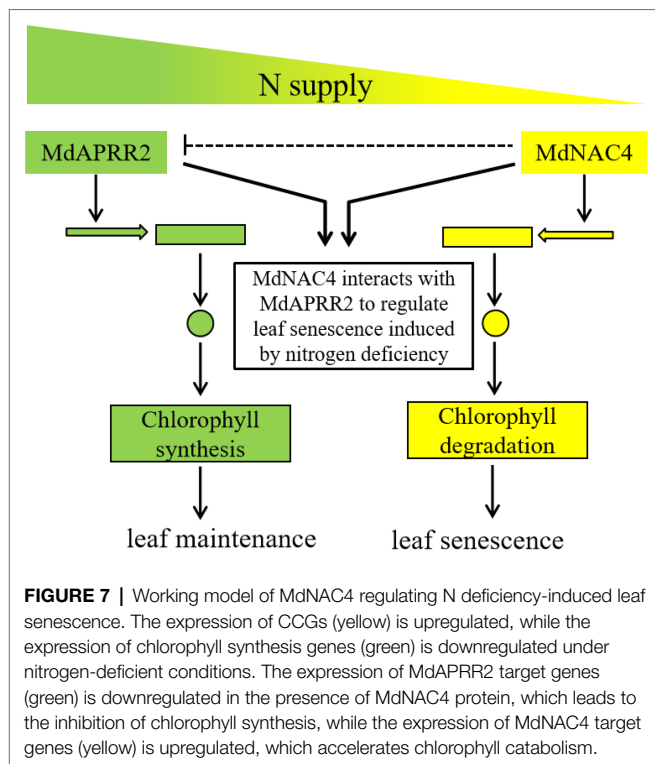 N supply
MdAPRR2
MdNAC4
MdNAC4 interacts with
MdAPRR2 to regulate
leaf senescence induced
by nitrogen deficiency
Chlorophyll
synthesis
Chlorophyll
degradation
leaf maintenance
leaf senescence
FIGURE 7 | Working model of MdNAC4 regulating N deficiency-induced leaf
senescence. The expression of CCGs (yellow) is upregulated, while the
expression of chlorophyll synthesis genes (green) is downregulated under
nitrogen-deficient conditions. The expression of MdAPRR2 target genes
(green) is downregulated in the presence of MdNAC4 protein, which leads to
the inhibition of chlorophyll synthesis, while the expression of MdNAC4 target
genes (yellow) is upregulated, which accelerates chlorophyll catabolism.